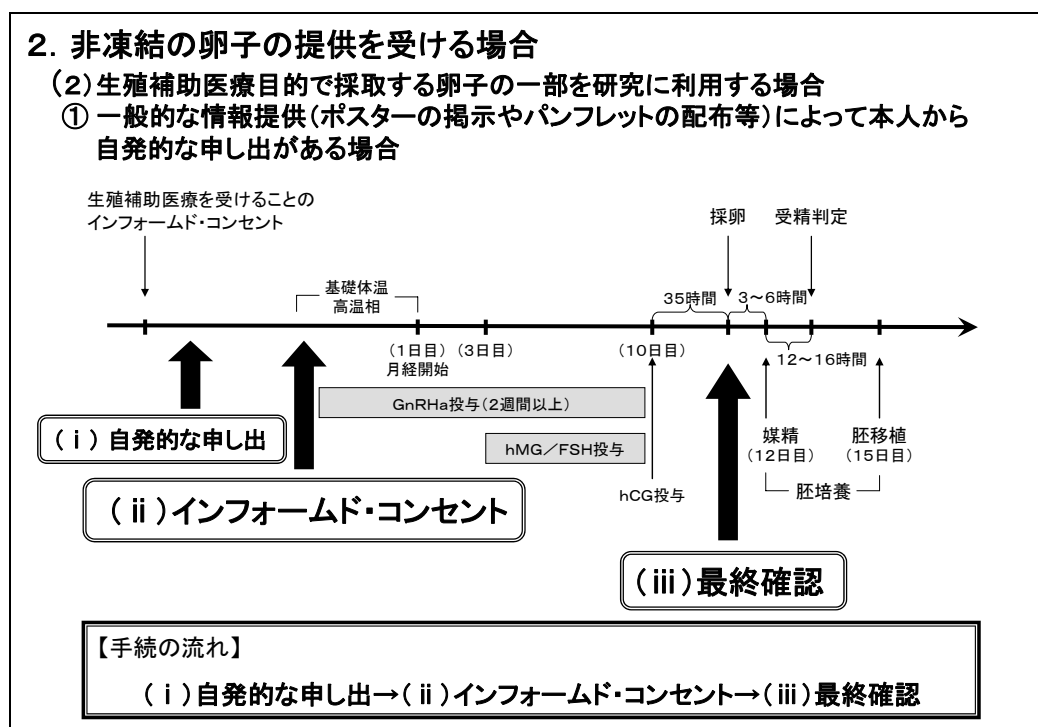 ２．非凍結の卵子の提供を受ける場合
（２）生殖補助医療目的で採取する卵子の一部を研究に利用する場合
① 一般的な情報提供（ポスターの掲示やパンフレットの配布等）によって本人から
自発的な申し出がある場合
生殖補助医療を受けることの
インフォームド・コンセント
採卵
受精判定
基礎体温
高温相
35時間
3～6時間
（1日目）
月経開始
（3日目）
（10日目）
12～16時間
GnRHa投与（2週間以上）
（ⅰ）自発的な申し出
hMG／FSH投与
媒精
（12日目）
胚移植
（15日目）
胚培養
hCG投与
（ⅱ）インフォームド・コンセント
（ⅲ）最終確認
【手続の流れ】
（ⅰ）自発的な申し出→（ⅱ）インフォームド・コンセント→（ⅲ）最終確認